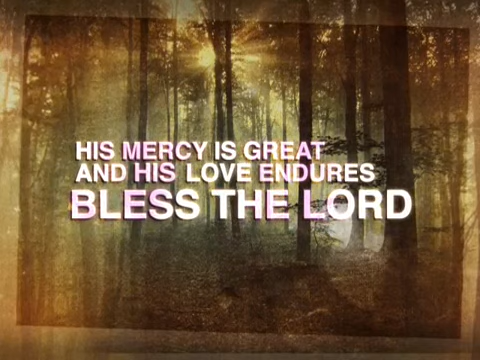 HIS MERCY IS GREAT
AND HIS LOVE ENDURES
BLESS THE LORD